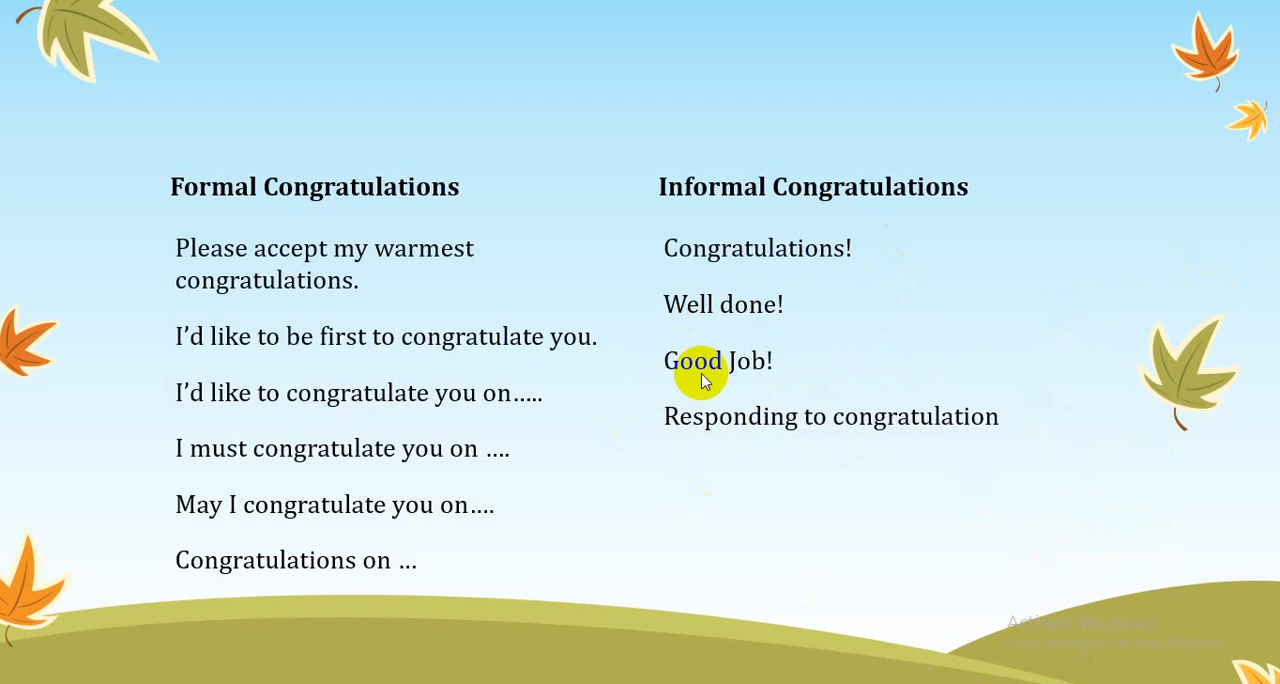 Formal Congratulations
Please accept my warmest
congratulations.
I’d like to be first to congratulate you.
I’d like to congratulate you on.....
I must congratulate you on ....
May I congratulate you on....
Congratulations on ...
Informal Congratulations
Congratulations!
Well done!
Good Job!
Responding to congratulation
Activate Windows